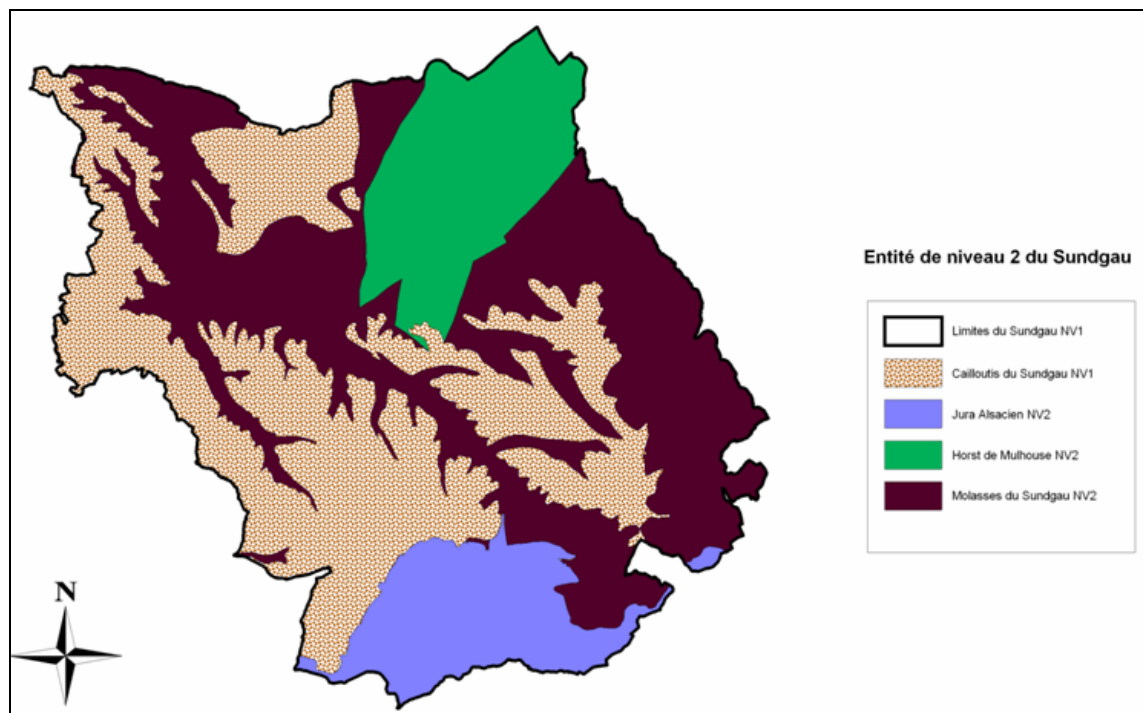 Entité de niveau 2 du Sundgau
Limites du Sundgau NV1
Cailloutis du Sundgau NV1
Jura Alsacien NV2
Horst de Mulhouse NV2
Molasses du Sundgau NV2
N